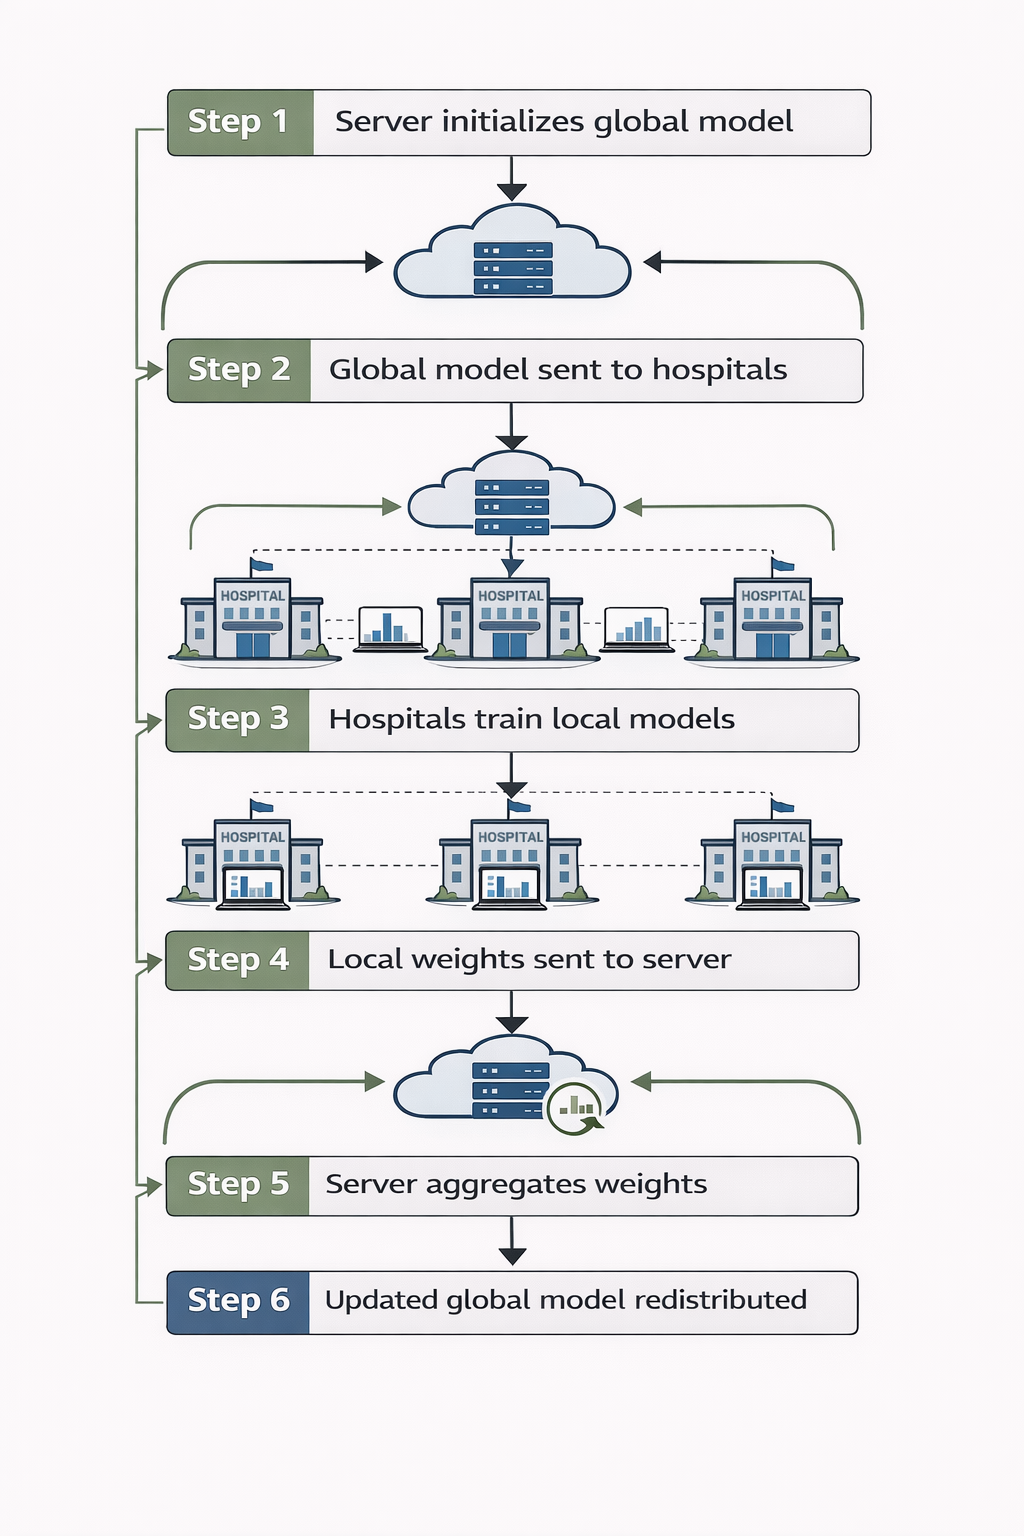 Step 1 Server initializes global model
Step 2 Global model sent to hospitals
HOSPITAL HOSPITAL HOSPITAL
Step 3 Hospitals train local models
HOSPITAL HOSPITAL HOSPITAL
Step 4 Local weights sent to server
Step 5 Server aggregates weights
Step 6 Updated global model redistributed